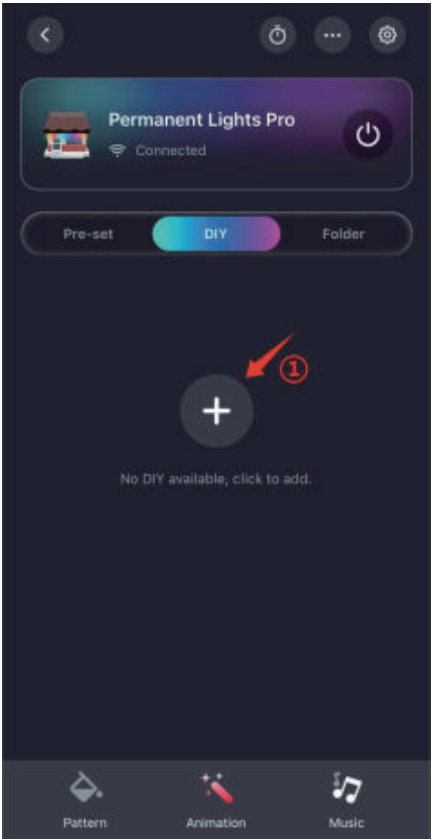 Permanent Lights Pro
Connected
Pre-set DIY Folder
①
No DIY available, click to add.
Pattern Animation Music